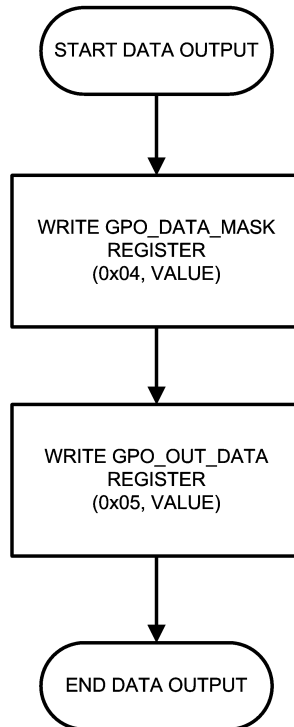 START DATA OUTPUT
WRITE GPO_DATA_MASK
REGISTER
(0x04, VALUE)
WRITE GPO_OUT_DATA
REGISTER
(0x05, VALUE)
END DATA OUTPUT